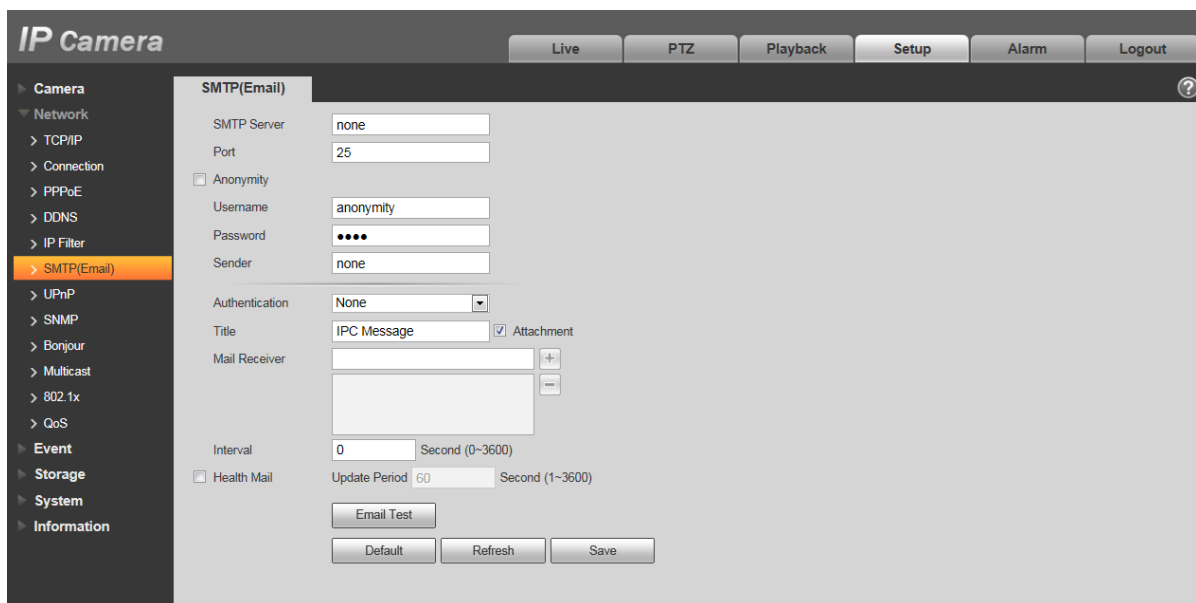 IP Camera
Live PTZ Playback Setup Alarm Logout
Camera
Network
TCP/IP
Connection
PPPoE
DDNS
IP Filter
SMTP(Email)
UPnP
SNMP
Bonjour
Multicast
802.1x
QoS
Event
Storage
System
Information
SMTP(Email)
?
SMTP Server none
Port 25
Anonymity
Username anonymity
Password ●●●●
Sender none
Authentication None
Title IPC Message Attachment
Mail Receiver
Interval 0 Second (0~3600)
Health Mail Update Period 60 Second (1~3600)
Email Test
Default Refresh Save